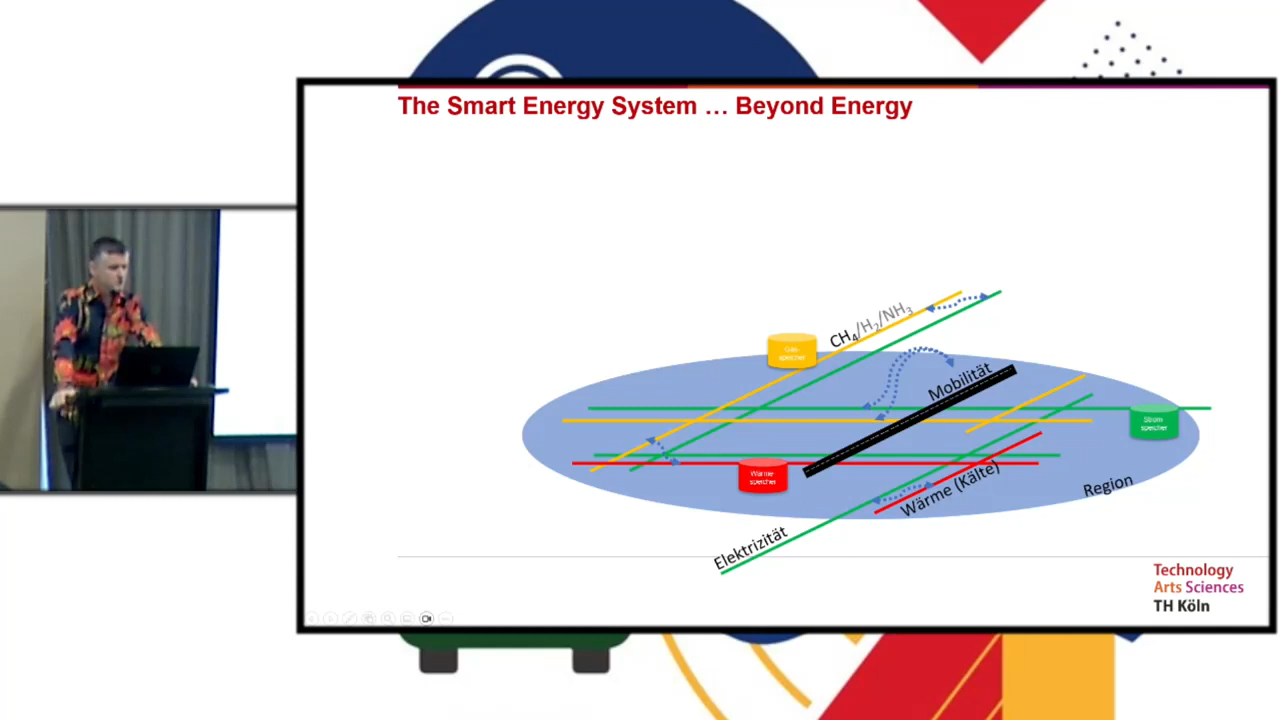 The Smart Energy System … Beyond Energy
CH₄/H₂/NH₃
Gas-
speicher
Mobilität
Strom
speicher
Wärme
speicher
Wärme (Kälte)
Region
Elektrizität
Technology
Arts Sciences
TH Köln